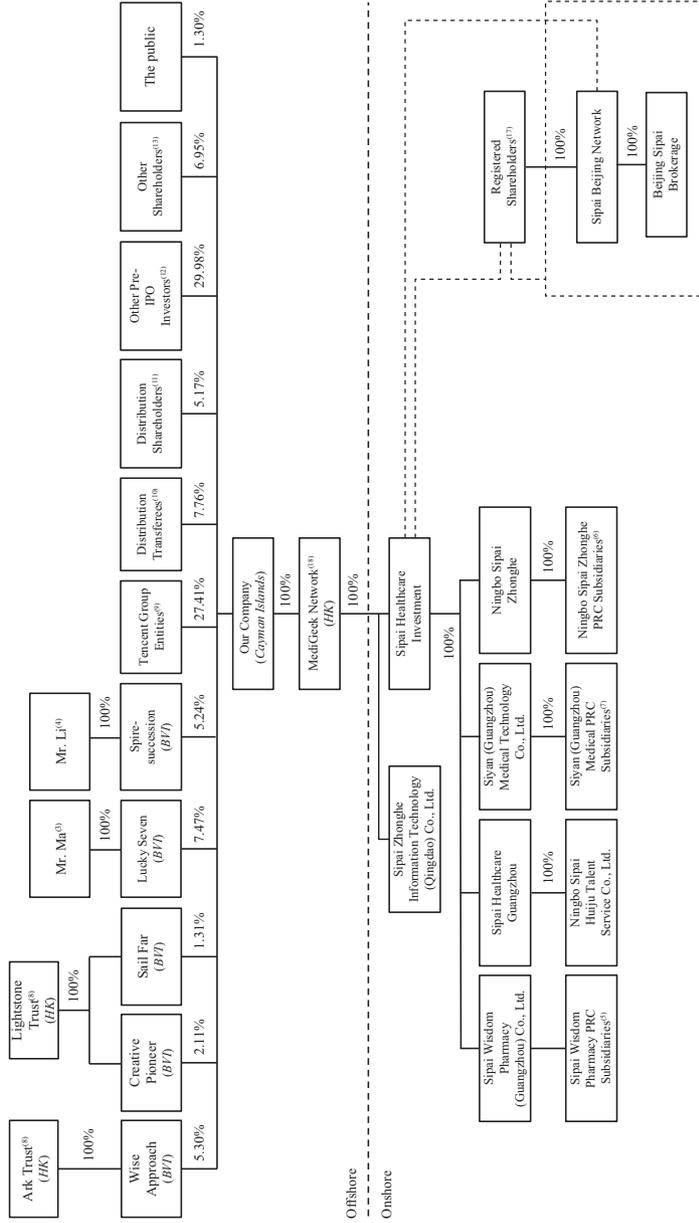 Ark Trust(8)
(HK)
Lightstone
Trust(8)
(HK)
Mr. Ma(3)
Mr. Li(4)
100%
100%
100%
100%
Wise
Approach
(BVI)
Creative
Pioneer
(BVI)
Sail Far
(BVI)
Lucky Seven
(BVI)
Spire-
succession
(BVI)
Tencent Group
Entities(9)
Distribution
Transferees(10)
Distribution
Shareholders(11)
Other Pre-
IPO
Investors(12)
Other
Shareholders(13)
The public
5.30%
2.11%
1.31%
7.47%
5.24%
27.41%
7.76%
5.17%
29.98%
6.95%
1.30%
Our Company
(Cayman Islands)
100%
MediGeek Network(18)
(HK)
100%
Offshore
Onshore
Sipai Zhonghe
Information Technology
(Qingdao) Co., Ltd.
Sipai Healthcare
Investment
100%
Sipai Wisdom
Pharmacy
(Guangzhou) Co., Ltd.
Sipai Healthcare
Guangzhou
Siyan (Guangzhou)
Medical Technology
Co., Ltd.
Ningbo Sipai
Zhonghe
Registered
Shareholders(17)
100%
100%
100%
100%
Sipai Wisdom
Pharmacy PRC
Subsidiaries(5)
Ningbo Sipai
Huiju Talent
Service Co., Ltd.
Siyan (Guangzhou)
Medical PRC
Subsidiaries(7)
Ningbo Sipai Zhonghe
PRC Subsidiaries(6)
Sipai Beijing Network
100%
Beijing Sipai
Brokerage